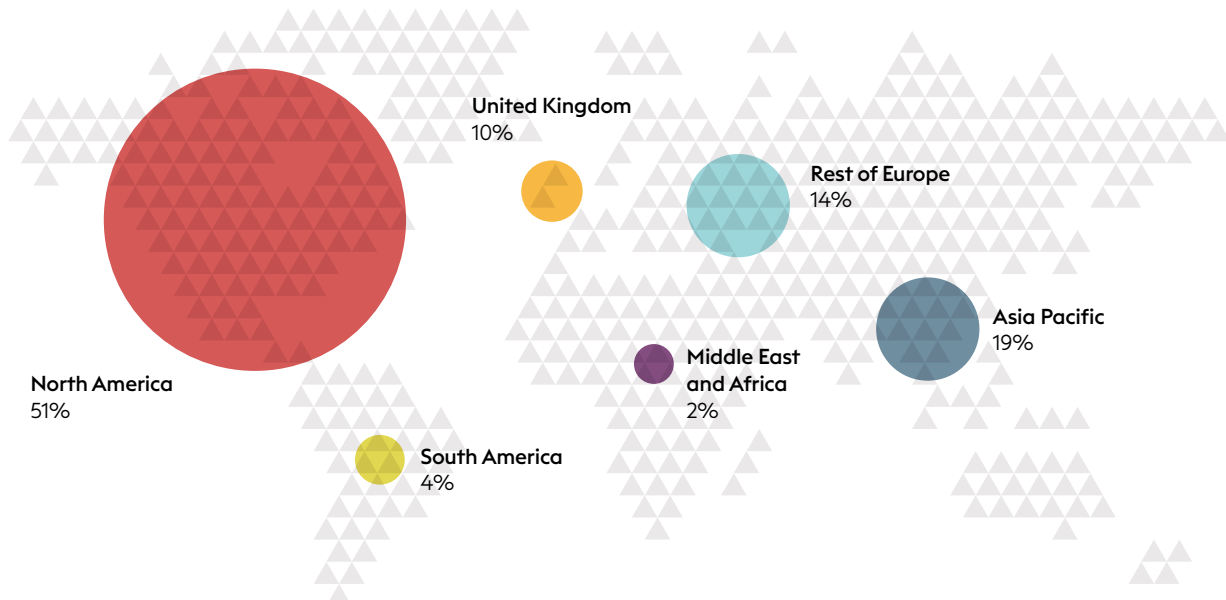 United Kingdom
10%
Rest of Europe
14%
Asia Pacific
19%
Middle East
and Africa
2%
North America
51%
South America
4%